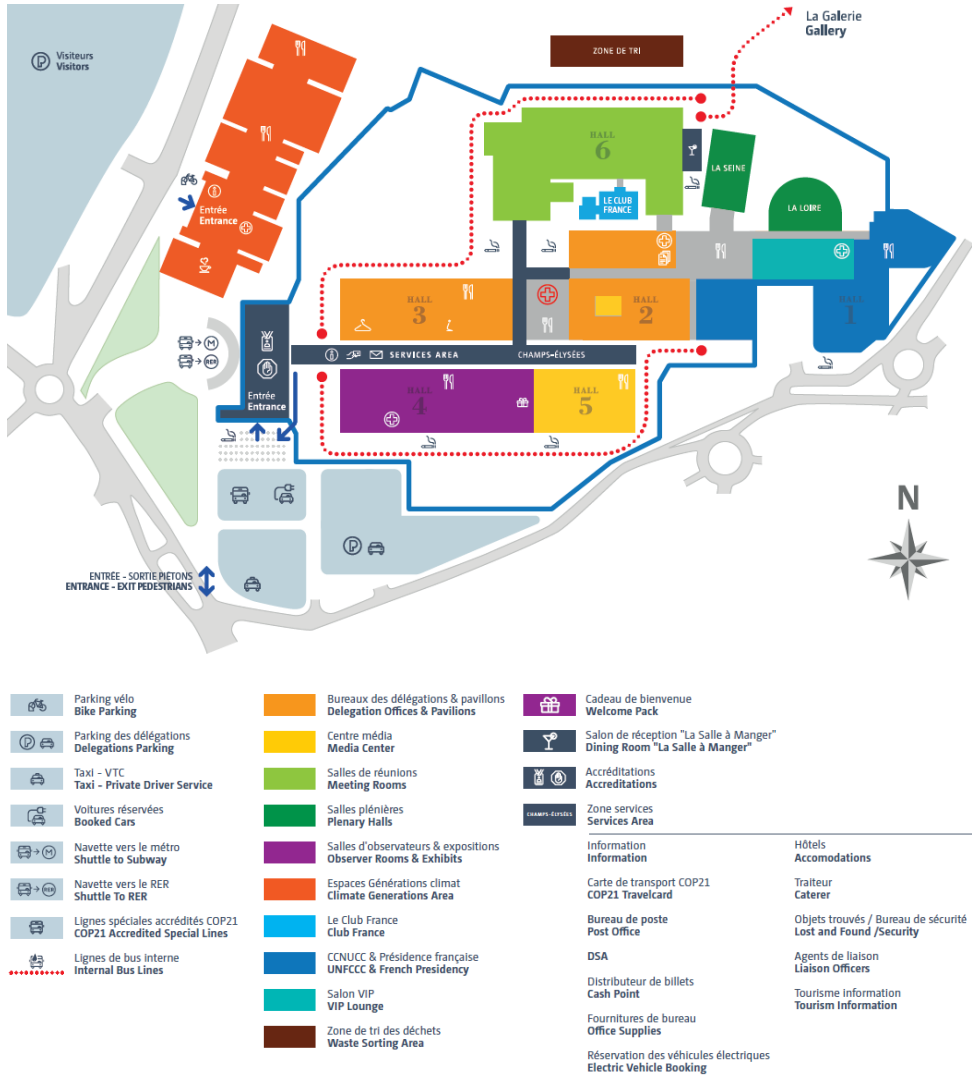 La Galerie
Gallery
ZONE DE TRI
P
Visiteurs
Visitors
HALL
6
LA SEINE
LE CLUB
FRANCE
LA LOIRE
Entrée
Entrance
HALL
3
HALL
2
HALL
1
M
RER
SERVICES AREA
CHAMPS-ÉLYSÉES
Entrée
Entrance
HALL
4
HALL
5
N
P
ENTRÉE - SORTIE PIÉTONS
ENTRANCE - EXIT PEDESTRIANS
Parking vélo
Bike Parking
P
Parking des délégations
Delegations Parking
Taxi - VTC
Taxi - Private Driver Service
Voitures réservées
Booked Cars
M
Navette vers le métro
Shuttle to Subway
RER
Navette vers le RER
Shuttle To RER
Lignes spéciales accrédités COP21
COP21 Accredited Special Lines
Lignes de bus interne
Internal Bus Lines
Bureaux des délégations & pavillons
Delegation Offices & Pavilions
Centre média
Media Center
Salles de réunions
Meeting Rooms
Salles plénières
Plenary Halls
Salles d'observateurs & expositions
Observer Rooms & Exhibits
Espaces Générations climat
Climate Generations Area
Le Club France
Club France
CCNUCC & Présidence française
UNFCCC & French Presidency
Salon VIP
VIP Lounge
Zone de tri des déchets
Waste Sorting Area
Cadeau de bienvenue
Welcome Pack
Salon de réception "La Salle à Manger"
Dining Room "La Salle à Manger"
Accréditations
Accreditations
CHAMPS-ÉLYSÉES
Zone services
Services Area
Information
Information
Carte de transport COP21
COP21 Travelcard
Bureau de poste
Post Office
DSA
Distributeur de billets
Cash Point
Fournitures de bureau
Office Supplies
Réservation des véhicules électriques
Electric Vehicle Booking
Hôtels
Accomodations
Traiteur
Caterer
Objets trouvés / Bureau de sécurité
Lost and Found /Security
Agents de liaison
Liaison Officers
Tourisme information
Tourism Information